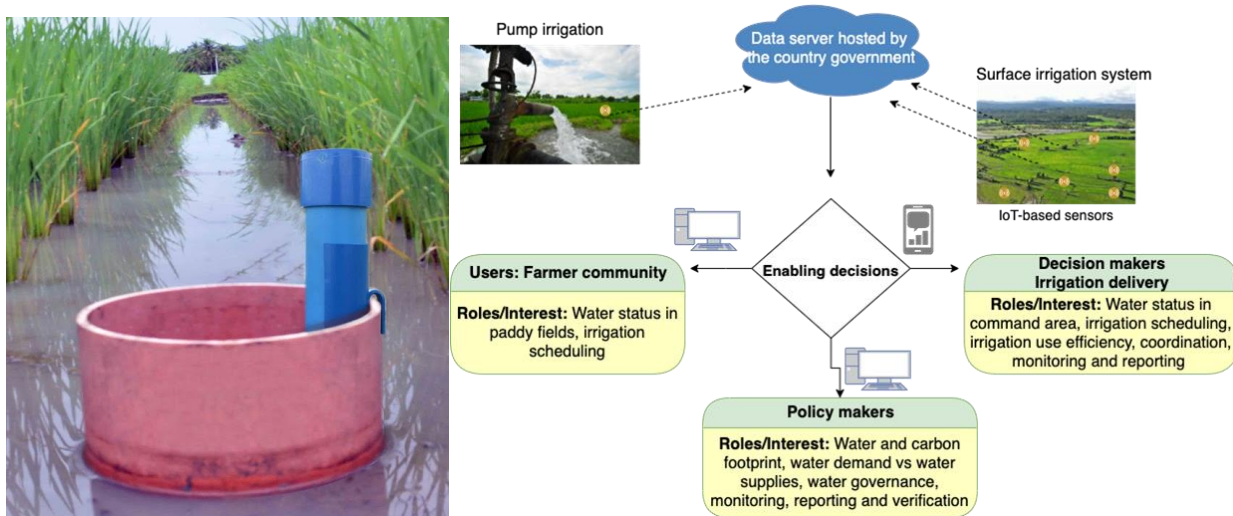 Pump irrigation
Data server hosted by
the country government
Surface irrigation system
IoT-based sensors
Enabling decisions
Users: Farmer community
Roles/Interest: Water status in
paddy fields, irrigation
scheduling
Decision makers
Irrigation delivery
Roles/Interest: Water status in
command area, irrigation scheduling,
irrigation use efficiency, coordination,
monitoring and reporting
Policy makers
Roles/Interest: Water and carbon
footprint, water demand vs water
supplies, water governance,
monitoring, reporting and verification